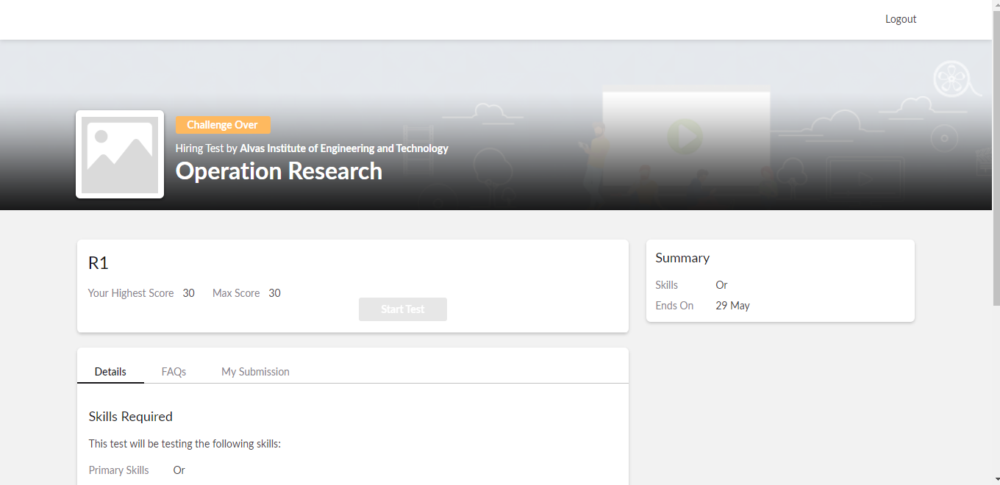 Logout
Challenge Over
Hiring Test by Alvas Institute of Engineering and Technology
Operation Research
R1
Your Highest Score 30 Max Score 30
Start Test
Summary
Skills Or
Ends On 29 May
Details FAQs My Submission
Skills Required
This test will be testing the following skills:
Primary Skills Or